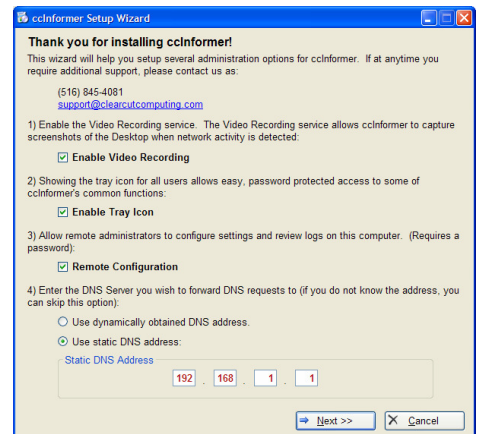 ccInformer Setup Wizard
Thank you for installing ccInformer!
This wizard will help you setup several administration options for ccInformer. If at anytime you
require additional support, please contact us as:
(516) 845-4081
support@clearcutcomputing.com
1) Enable the Video Recording service. The Video Recording service allows ccInformer to capture
screenshots of the Desktop when network activity is detected:
Enable Video Recording
2) Showing the tray icon for all users allows easy, password protected access to some of
ccInformer's common functions:
Enable Tray Icon
3) Allow remote administrators to configure settings and review logs on this computer. (Requires a
password):
Remote Configuration
4) Enter the DNS Server you wish to forward DNS requests to (if you do not know the address, you
can skip this option):
Use dynamically obtained DNS address.
Use static DNS address:
Static DNS Address
192 . 168 . 1 . 1
Next >> Cancel